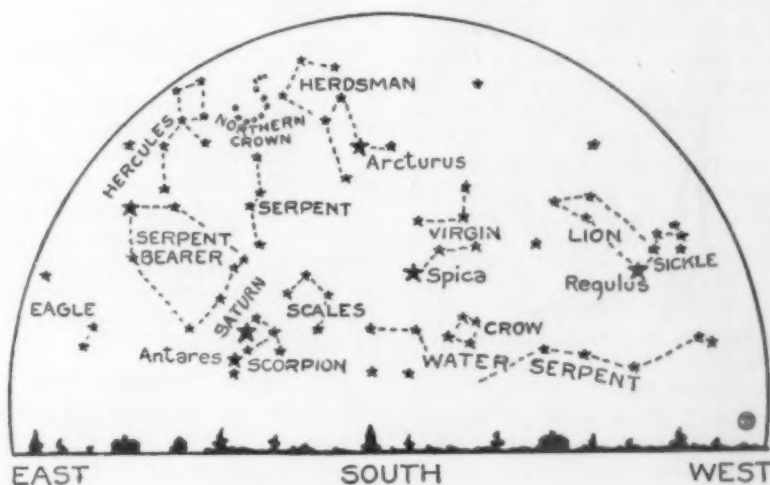 HERDSMAN
HERCULES
NORTHERN
CROWN
Arcturus
SERPENT
VIRGIN
LION
SERPENT
BEARER
SICKLE
Spica
Regulus
EAGLE
SATURN
SCALES
CROW
Antares
SCORPION
WATER SERPENT
EAST SOUTH WEST